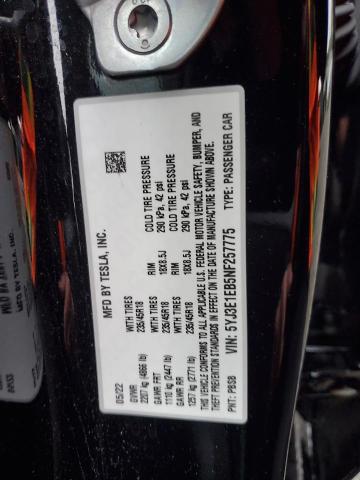 MFD BY TESLA, INC.
05/22
GVWR WITH TIRES RIM COLD TIRE PRESSURE
2207 kg (4866 lb) 235/45R18 18X8.5J 290 kPa, 42 psi
GAWR FRT WITH TIRES RIM COLD TIRE PRESSURE
1110 kg (2447 lb) 235/45R18 18X8.5J 290 kPa, 42 psi
GAWR RR
1257 kg (2771 lb)
THIS VEHICLE CONFORMS TO ALL APPLICABLE U.S. FEDERAL MOTOR VEHICLE SAFETY, BUMPER, AND
THEFT PREVENTION STANDARDS IN EFFECT ON THE DATE OF MANUFACTURE SHOWN ABOVE.
VIN: 5YJ3E1EB5NF257775 TYPE: PASSENGER CAR
PNT: PBSB